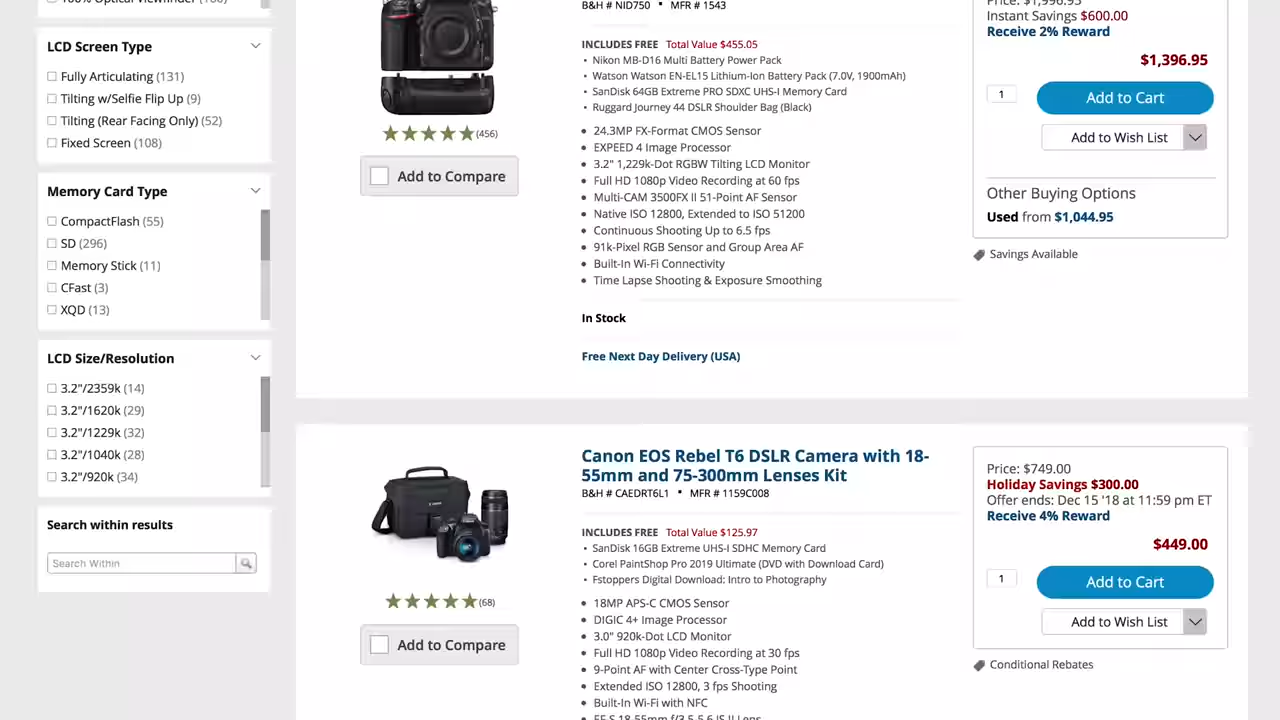 LCD Screen Type
Fully Articulating (131)
Tilting w/Selfie Flip Up (9)
Tilting (Rear Facing Only) (52)
Fixed Screen (108)
Memory Card Type
CompactFlash (55)
SD (296)
Memory Stick (11)
CFast (3)
XQD (13)
LCD Size/Resolution
3.2"/2359k (14)
3.2"/1620k (29)
3.2"/1229k (32)
3.2"/1040k (28)
3.2"/920k (34)
Search within results
Search Within
(456)
Add to Compare
B&H # NID750 • MFR # 1543
INCLUDES FREE Total Value $455.05
• Nikon MB-D16 Multi Battery Power Pack
• Watson Watson EN-EL15 Lithium-Ion Battery Pack (7.0V, 1900mAh)
• SanDisk 64GB Extreme PRO SDXC UHS-I Memory Card
• Ruggard Journey 44 DSLR Shoulder Bag (Black)
• 24.3MP FX-Format CMOS Sensor
• EXPEED 4 Image Processor
• 3.2" 1,229k-Dot RGBW Tilting LCD Monitor
• Full HD 1080p Video Recording at 60 fps
• Multi-CAM 3500FX II 51-Point AF Sensor
• Native ISO 12800, Extended to ISO 51200
• Continuous Shooting Up to 6.5 fps
• 91k-Pixel RGB Sensor and Group Area AF
• Built-In Wi-Fi Connectivity
• Time Lapse Shooting & Exposure Smoothing
In Stock
Free Next Day Delivery (USA)
Instant Savings $600.00
Receive 2% Reward
$1,396.95
1
Add to Cart
Add to Wish List
Other Buying Options
Used from $1,044.95
Savings Available
(68)
Add to Compare
Canon EOS Rebel T6 DSLR Camera with 18-
55mm and 75-300mm Lenses Kit
B&H # CAEDRT6L1 • MFR # 1159C008
INCLUDES FREE Total Value $125.97
• SanDisk 16GB Extreme UHS-I SDHC Memory Card
• Corel PaintShop Pro 2019 Ultimate (DVD with Download Card)
• Fstoppers Digital Download: Intro to Photography
• 18MP APS-C CMOS Sensor
• DIGIC 4+ Image Processor
• 3.0" 920k-Dot LCD Monitor
• Full HD 1080p Video Recording at 30 fps
• 9-Point AF with Center Cross-Type Point
• Extended ISO 12800, 3 fps Shooting
• Built-In Wi-Fi with NFC
Price: $749.00
Holiday Savings $300.00
Offer ends: Dec 15 '18 at 11:59 pm ET
Receive 4% Reward
$449.00
1
Add to Cart
Add to Wish List
Conditional Rebates